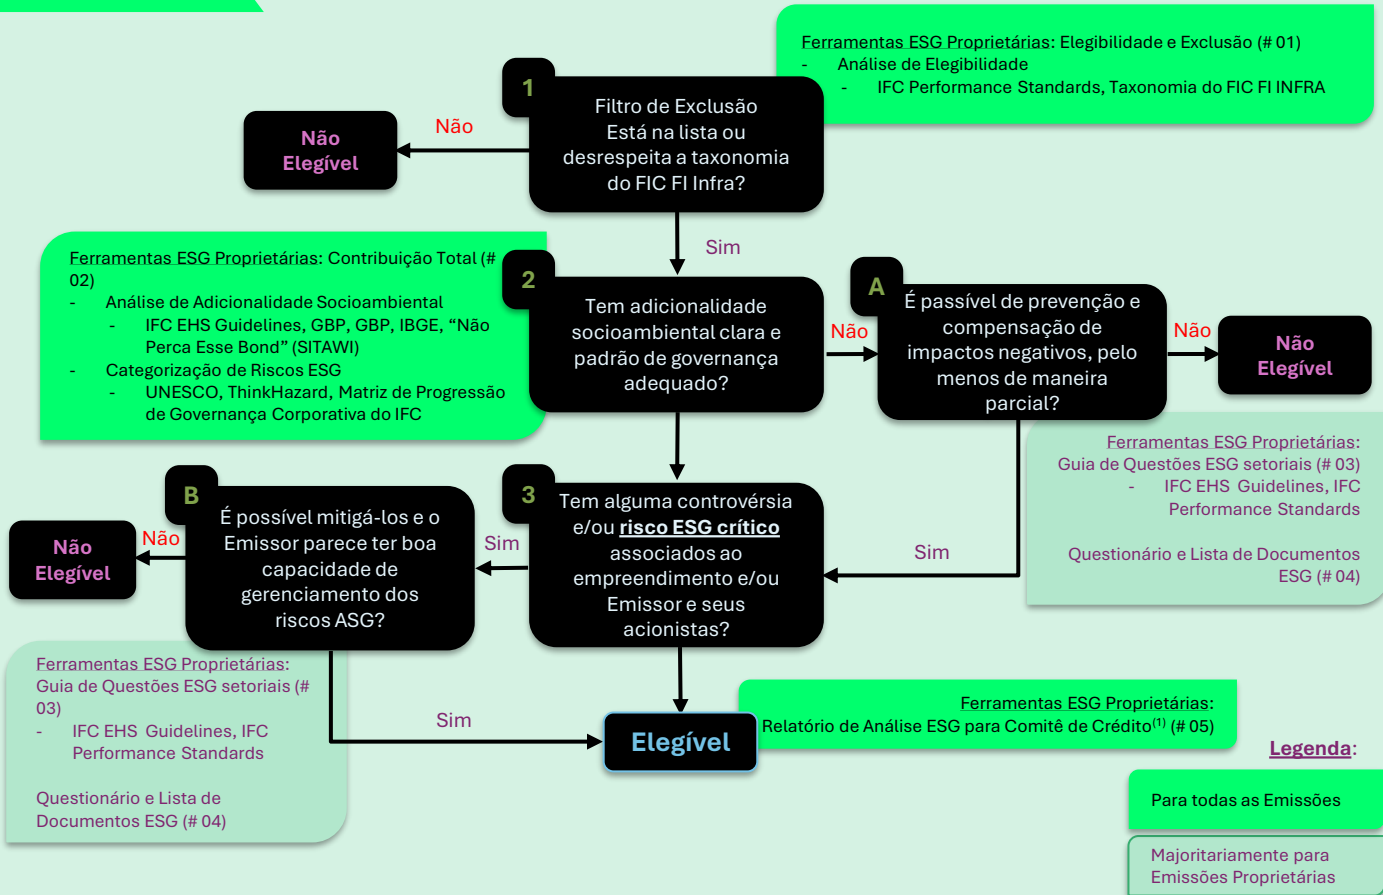 Ferramentas ESG Proprietárias: Elegibilidade e Exclusão (# 01)
- Análise de Elegibilidade
- IFC Performance Standards, Taxonomia do FIC FI INFRA
1
Filtro de Exclusão
Está na lista ou
desrespeita a taxonomia
do FIC FI Infra?
Não
Não
Elegível
Sim
Ferramentas ESG Proprietárias: Contribuição Total (#
02)
- Análise de Adicionalidade Socioambiental
- IFC EHS Guidelines, GBP, GBP, IBGE, “Não
Perca Esse Bond” (SITAWI)
- Categorização de Riscos ESG
- UNESCO, ThinkHazard, Matriz de Progressão
de Governança Corporativa do IFC
2
Tem adicionalidade
socioambiental clara e
padrão de governança
adequado?
Não
A
É passível de prevenção e
compensação de
impactos negativos, pelo
menos de maneira
parcial?
Não
Não
Elegível
Ferramentas ESG Proprietárias:
Guia de Questões ESG setoriais (# 03)
- IFC EHS Guidelines, IFC
Performance Standards
Questionário e Lista de Documentos
ESG (# 04)
Sim
3
Tem alguma controvérsia
e/ou risco ESG crítico
associados ao
empreendimento e/ou
Emissor e seus
acionistas?
Sim
B
É possível mitigá-los e o
Emissor parece ter boa
capacidade de
gerenciamento dos
riscos ASG?
Não
Não
Elegível
Ferramentas ESG Proprietárias:
Guia de Questões ESG setoriais (#
03)
- IFC EHS Guidelines, IFC
Performance Standards
Questionário e Lista de
Documentos ESG (# 04)
Sim
Elegível
Ferramentas ESG Proprietárias:
Relatório de Análise ESG para Comitê de Crédito(1) (# 05)
Legenda:
Para todas as Emissões
Majoritariamente para
Emissões Proprietárias